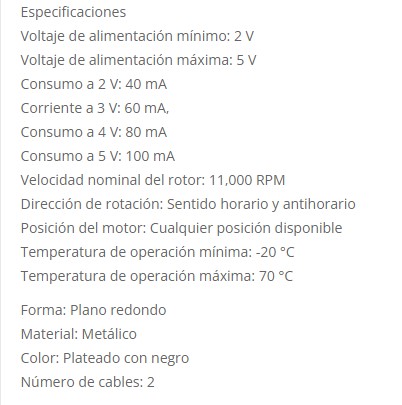 Especificaciones
Voltaje de alimentación mínimo: 2 V
Voltaje de alimentación máxima: 5 V
Consumo a 2 V: 40 mA
Corriente a 3 V: 60 mA,
Consumo a 4 V: 80 mA
Consumo a 5 V: 100 mA
Velocidad nominal del rotor: 11,000 RPM
Dirección de rotación: Sentido horario y antihorario
Posición del motor: Cualquier posición disponible
Temperatura de operación mínima: -20 °C
Temperatura de operación máxima: 70 °C
Forma: Plano redondo
Material: Metálico
Color: Plateado con negro
Número de cables: 2